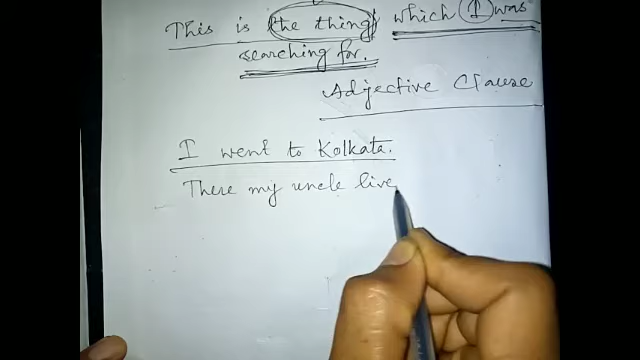 This is the thing which I was
searching for.
Adjective Clause
I went to Kolkata.
There my uncle live